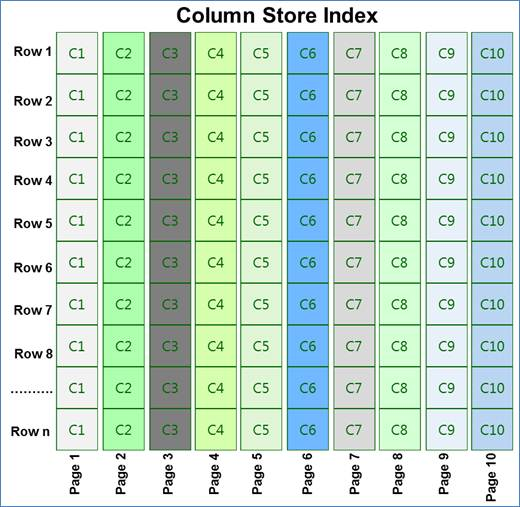 Column Store Index
Row 1 C1 C2 C3 C4 C5 C6 C7 C8 C9 C10
Row 2 C1 C2 C3 C4 C5 C6 C7 C8 C9 C10
Row 3 C1 C2 C3 C4 C5 C6 C7 C8 C9 C10
Row 4 C1 C2 C3 C4 C5 C6 C7 C8 C9 C10
Row 5 C1 C2 C3 C4 C5 C6 C7 C8 C9 C10
Row 6 C1 C2 C3 C4 C5 C6 C7 C8 C9 C10
Row 7 C1 C2 C3 C4 C5 C6 C7 C8 C9 C10
Row 8 C1 C2 C3 C4 C5 C6 C7 C8 C9 C10
.......... C1 C2 C3 C4 C5 C6 C7 C8 C9 C10
Row n C1 C2 C3 C4 C5 C6 C7 C8 C9 C10
Page 1 Page 2 Page 3 Page 4 Page 5 Page 6 Page 7 Page 8 Page 9 Page 10